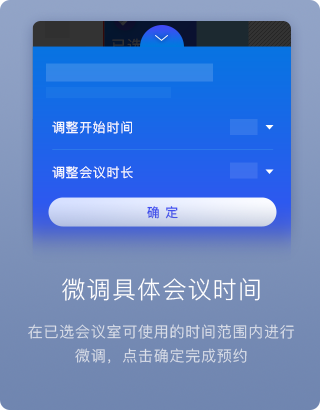 已选
调整开始时间
调整会议时长
确 定
微调具体会议时间
在已选会议室可使用的时间范围内进行
微调，点击确定完成预约